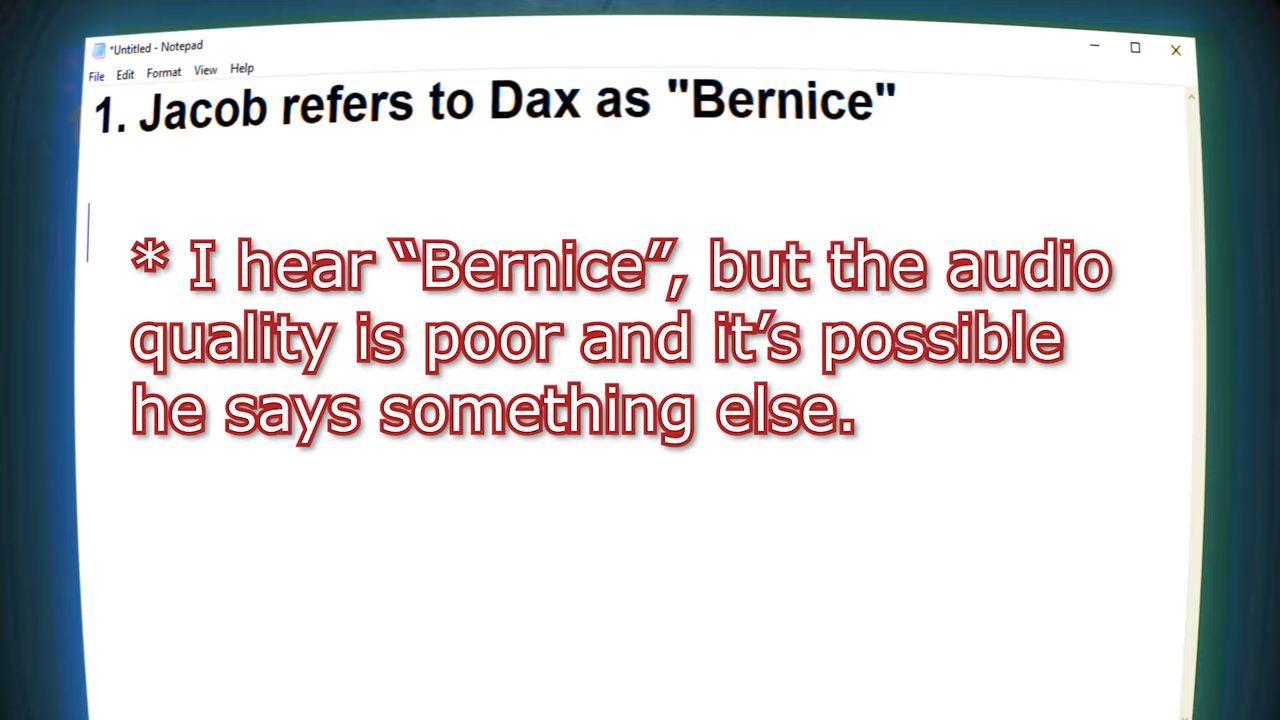 *Untitled - Notepad
File Edit Format View Help
1. Jacob refers to Dax as "Bernice"
* I hear “Bernice”, but the audio
quality is poor and it’s possible
he says something else.